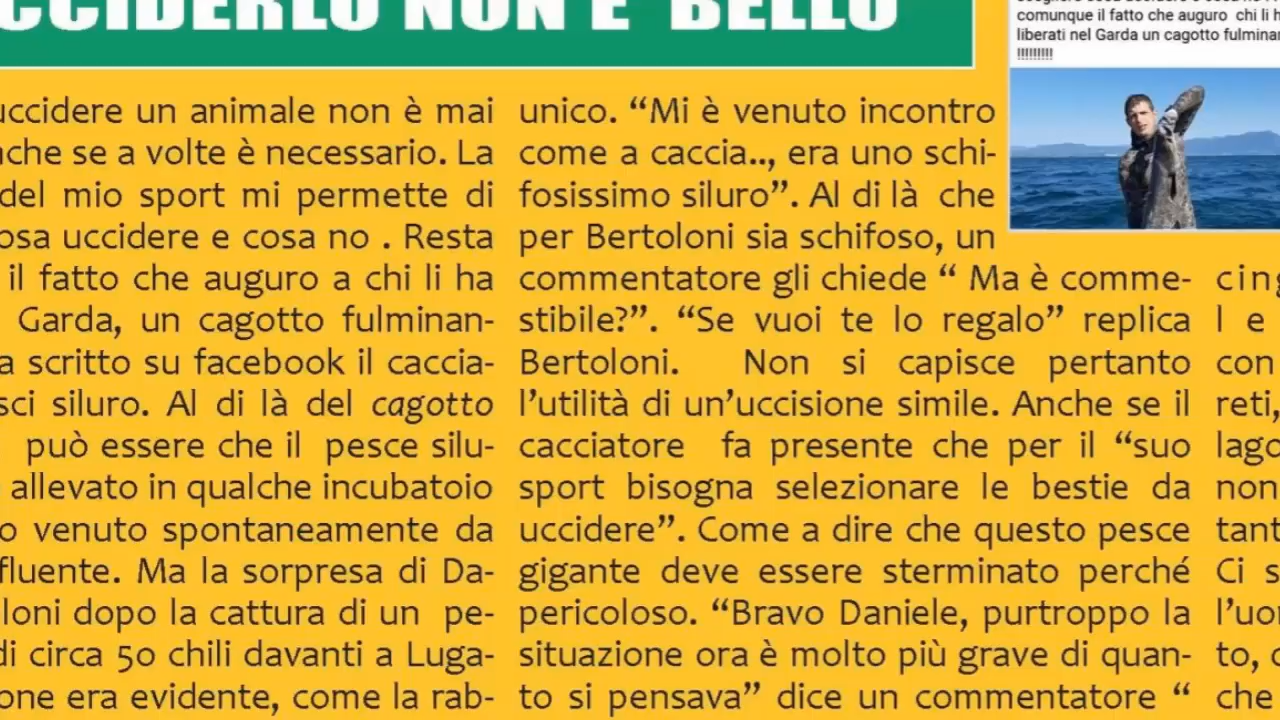 UCCIDERLO NON E' BELLO
comunque il fatto che auguro chi li h
liberati nel Garda un cagotto fulminan
!!!!!!!!!
uccidere un animale non è mai
nche se a volte è necessario. La
del mio sport mi permette di
osa uccidere e cosa no . Resta
il fatto che auguro a chi li ha
Garda, un cagotto fulminan-
a scritto su facebook il caccia-
sci siluro. Al di là del cagotto
può essere che il pesce silu-
allevato in qualche incubatoio
o venuto spontaneamente da
fluente. Ma la sorpresa di Da-
loni dopo la cattura di un pe-
di circa 50 chili davanti a Luga-
one era evidente, come la rab-
unico. “Mi è venuto incontro
come a caccia.., era uno schi-
fosissimo siluro”. Al di là che
per Bertoloni sia schifoso, un
commentatore gli chiede “ Ma è comme-
stibile?”. “Se vuoi te lo regalo” replica
Bertoloni. Non si capisce pertanto
l’utilità di un’uccisione simile. Anche se il
cacciatore fa presente che per il “suo
sport bisogna selezionare le bestie da
uccidere”. Come a dire che questo pesce
gigante deve essere sterminato perché
pericoloso. “Bravo Daniele, purtroppo la
situazione ora è molto più grave di quan-
to si pensava” dice un commentatore “
cing
l e
con
reti,
lago
non
tant
Ci s
l’uon
to, c
che